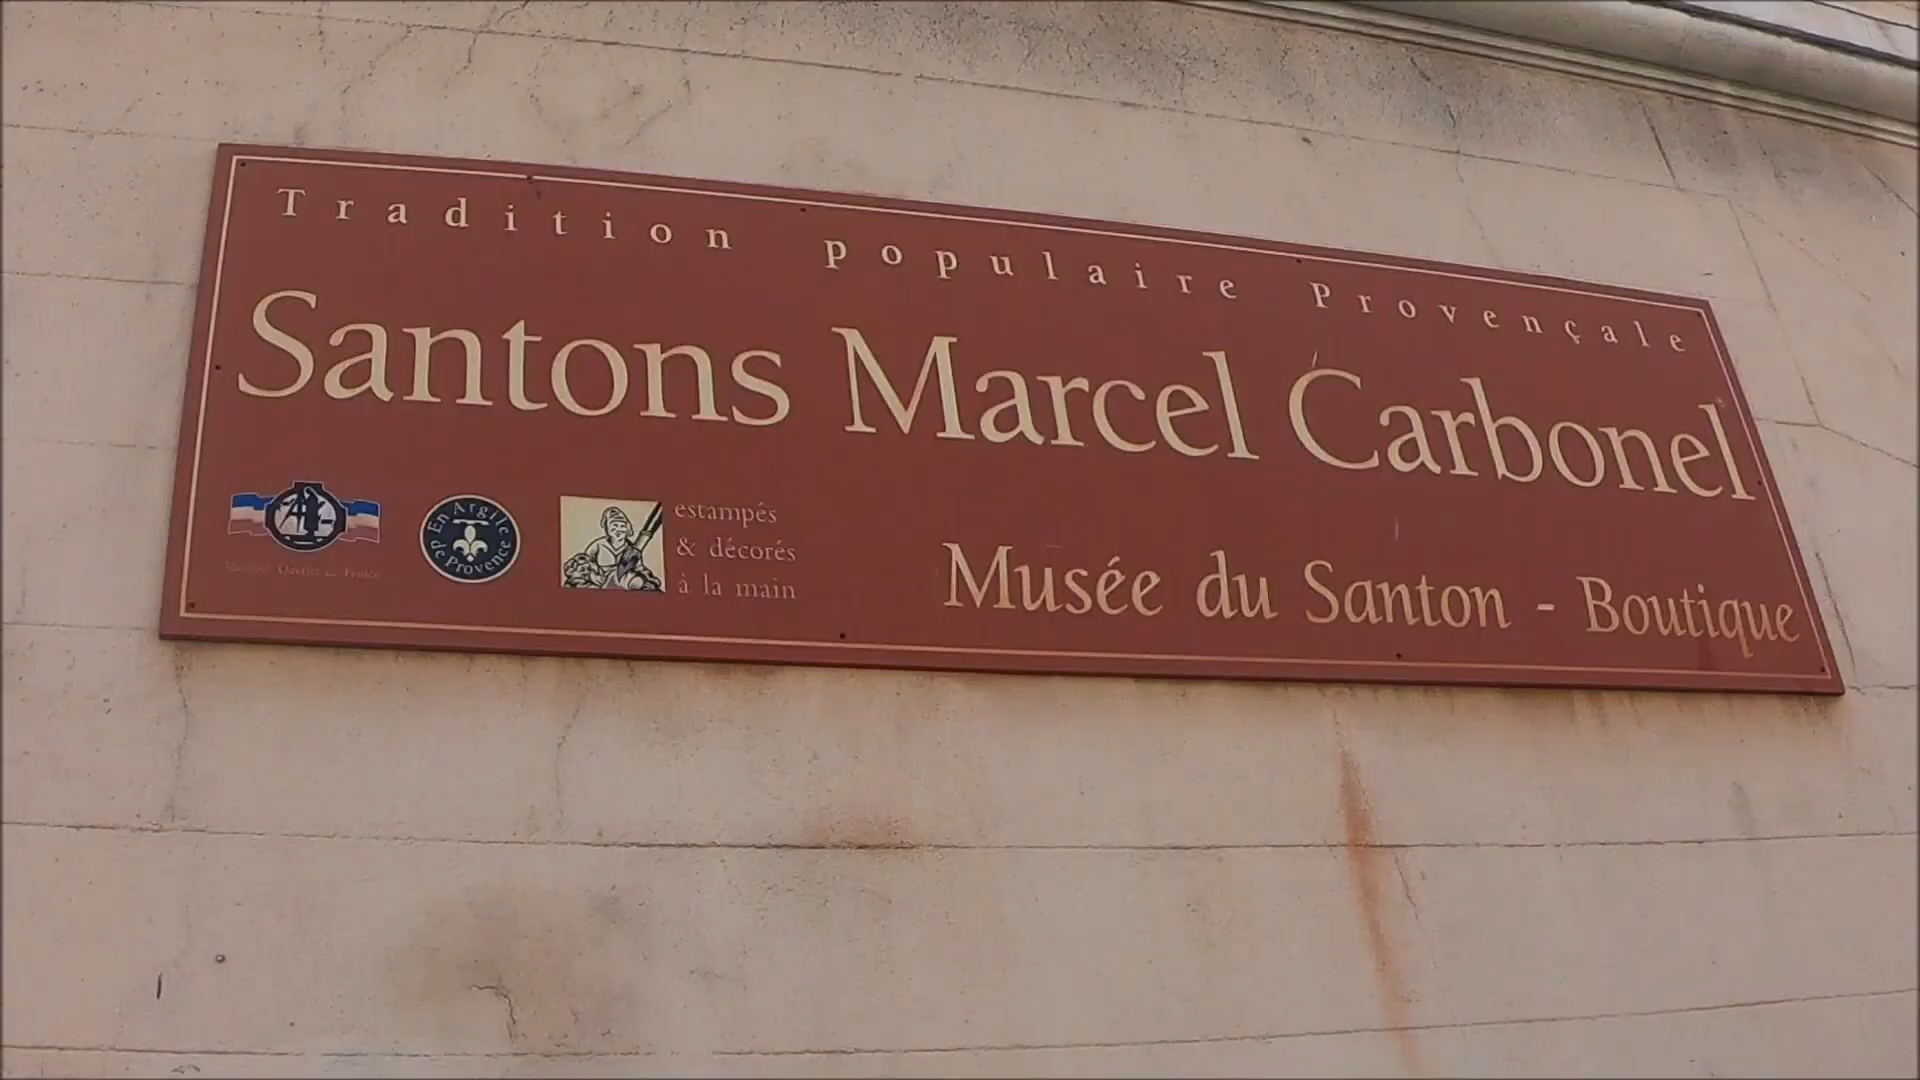 Tradition populaire Provençale
Santons Marcel Carbonel
En Argile
de Provence
estampés
& décorés
à la main
Musée du Santon - Boutique